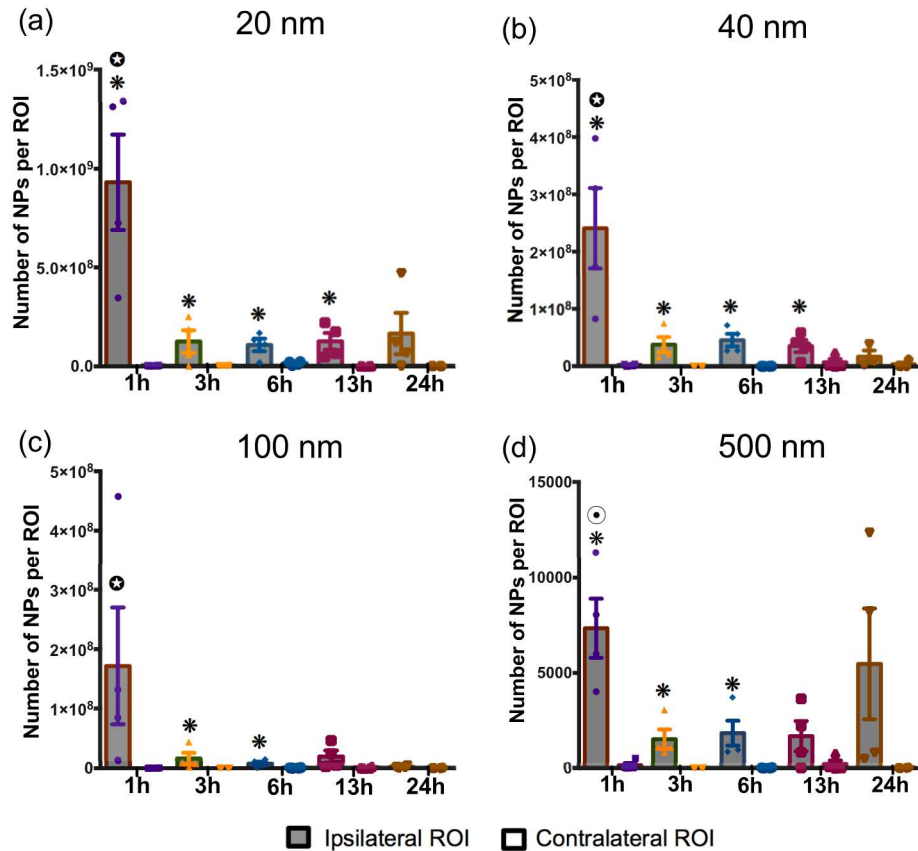 (a) 20 nm
Number of NPs per ROI
1.5×10⁹
1.0×10⁹
5.0×10⁸
0.0
1h 3h 6h 13h 24h
(b) 40 nm
Number of NPs per ROI
5×10⁸
4×10⁸
3×10⁸
2×10⁸
1×10⁸
0
1h 3h 6h 13h 24h
(c) 100 nm
Number of NPs per ROI
5×10⁸
4×10⁸
3×10⁸
2×10⁸
1×10⁸
0
1h 3h 6h 13h 24h
(d) 500 nm
Number of NPs per ROI
15000
10000
5000
0
1h 3h 6h 13h 24h
Ipsilateral ROI Contralateral ROI